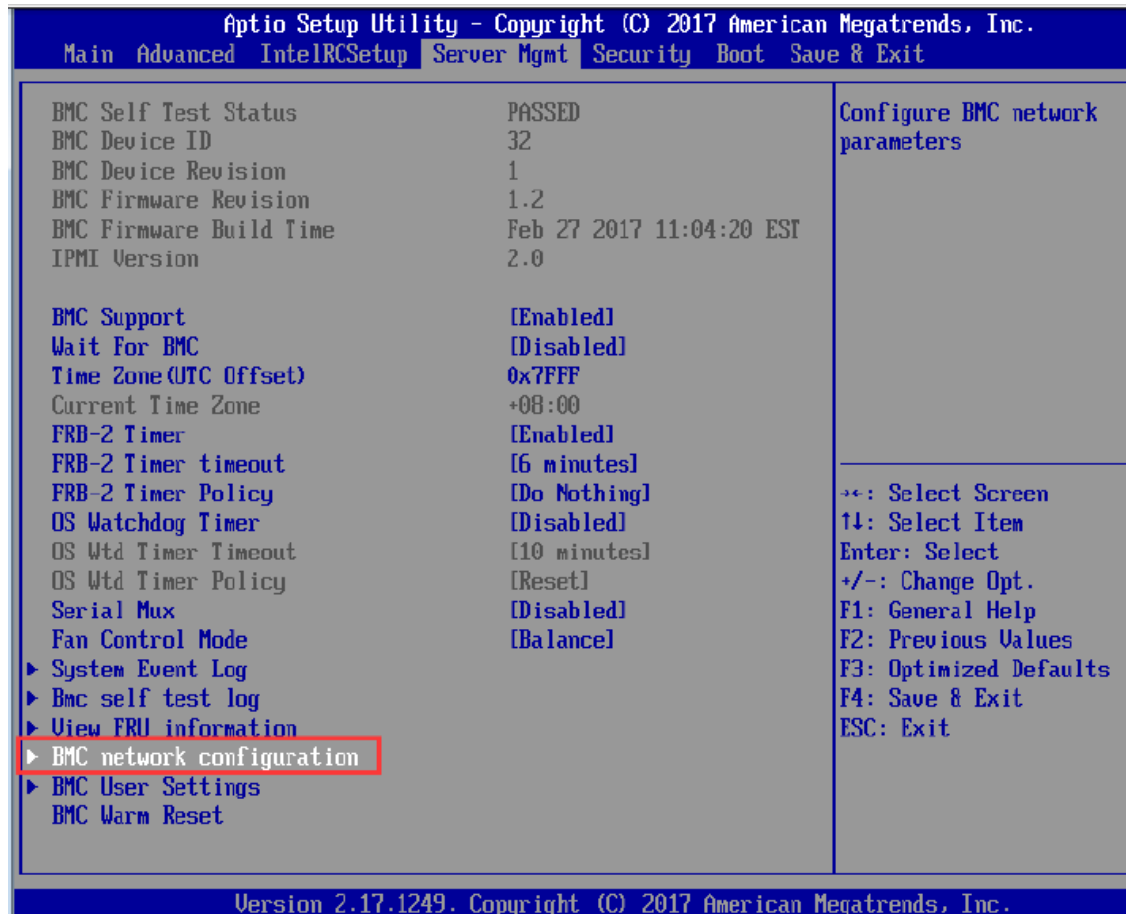 Aptio Setup Utility - Copyright (C) 2017 American Megatrends, Inc.
Main Advanced IntelRCSetup Server Mgmt Security Boot Save & Exit
BMC Self Test Status PASSED
BMC Device ID 32
BMC Device Revision 1
BMC Firmware Revision 1.2
BMC Firmware Build Time Feb 27 2017 11:04:20 EST
IPMI Version 2.0
BMC Support [Enabled]
Wait For BMC [Disabled]
Time Zone(UTC Offset) 0x7FFF
Current Time Zone +08:00
FRB-2 Timer [Enabled]
FRB-2 Timer timeout [6 minutes]
FRB-2 Timer Policy [Do Nothing]
OS Watchdog Timer [Disabled]
OS Wtd Timer Timeout [10 minutes]
OS Wtd Timer Policy [Reset]
Serial Mux [Disabled]
Fan Control Mode [Balance]
System Event Log
Bmc self test log
View FRU information
BMC network configuration
BMC User Settings
BMC Warm Reset
Configure BMC network
parameters
→←: Select Screen
↑↓: Select Item
Enter: Select
+/-: Change Opt.
F1: General Help
F2: Previous Values
F3: Optimized Defaults
F4: Save & Exit
ESC: Exit
Version 2.17.1249. Copyright (C) 2017 American Megatrends, Inc.